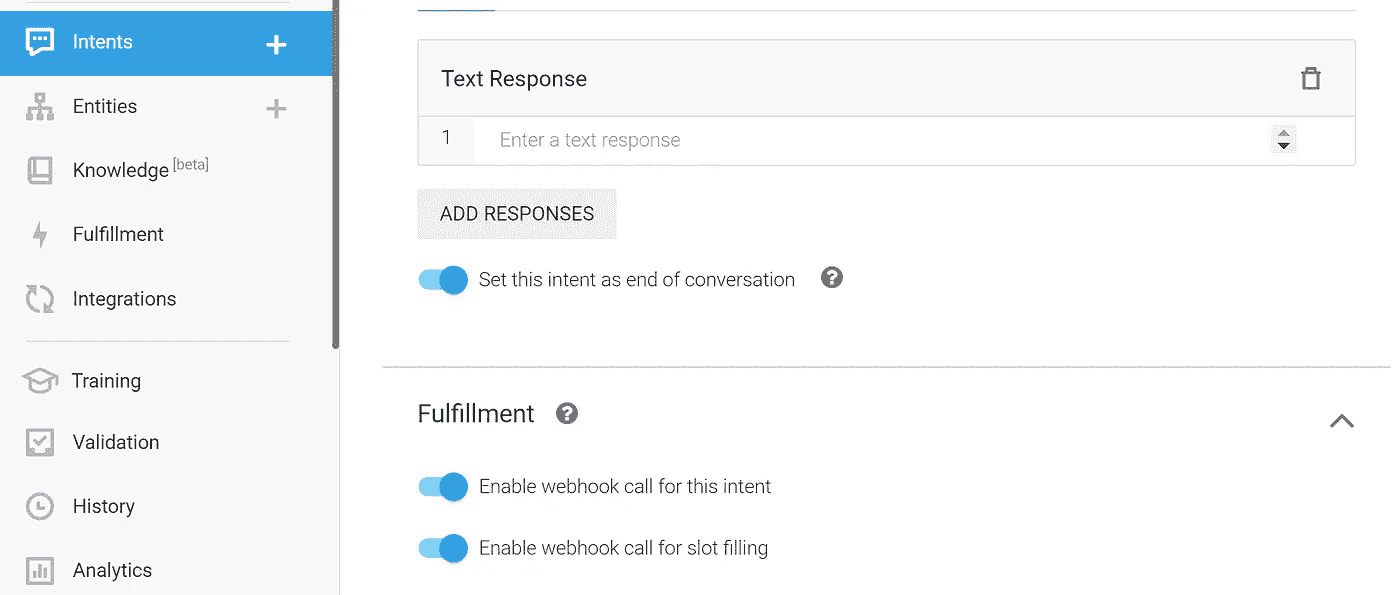 Intents
Entities
Knowledge [beta]
Fulfillment
Integrations
Training
Validation
History
Analytics
Text Response
1 Enter a text response
ADD RESPONSES
Set this intent as end of conversation ?
Fulfillment ?
Enable webhook call for this intent
Enable webhook call for slot filling